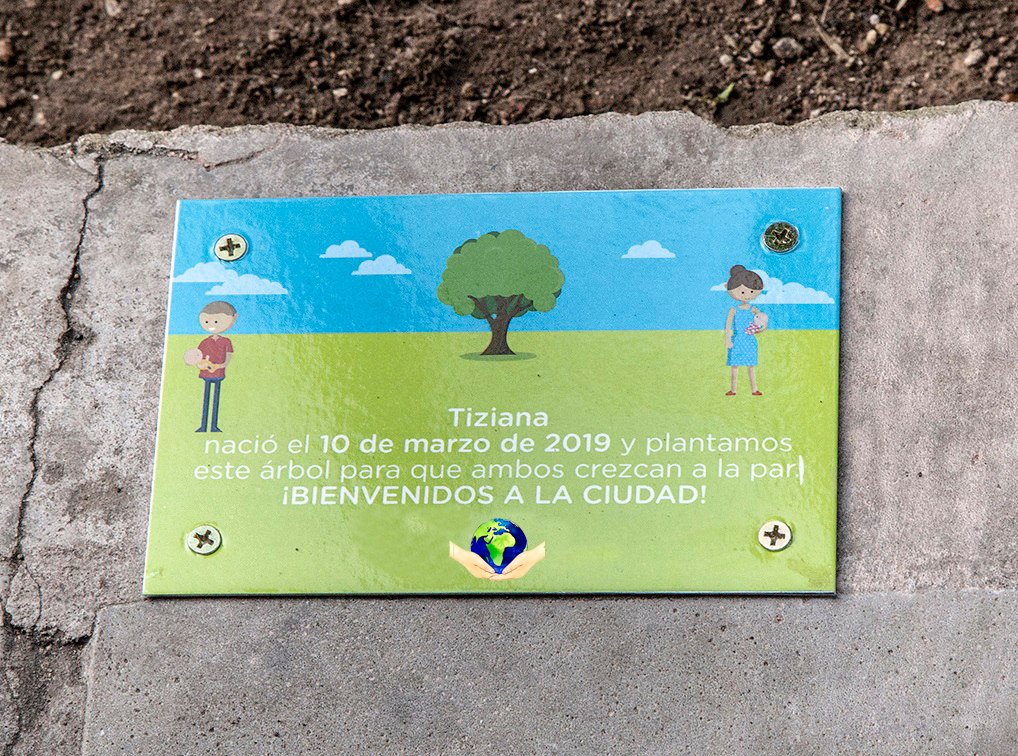 Tiziana
nació el 10 de marzo de 2019 y plantamos
este árbol para que ambos crezcan a la par.
¡BIENVENIDOS A LA CIUDAD!